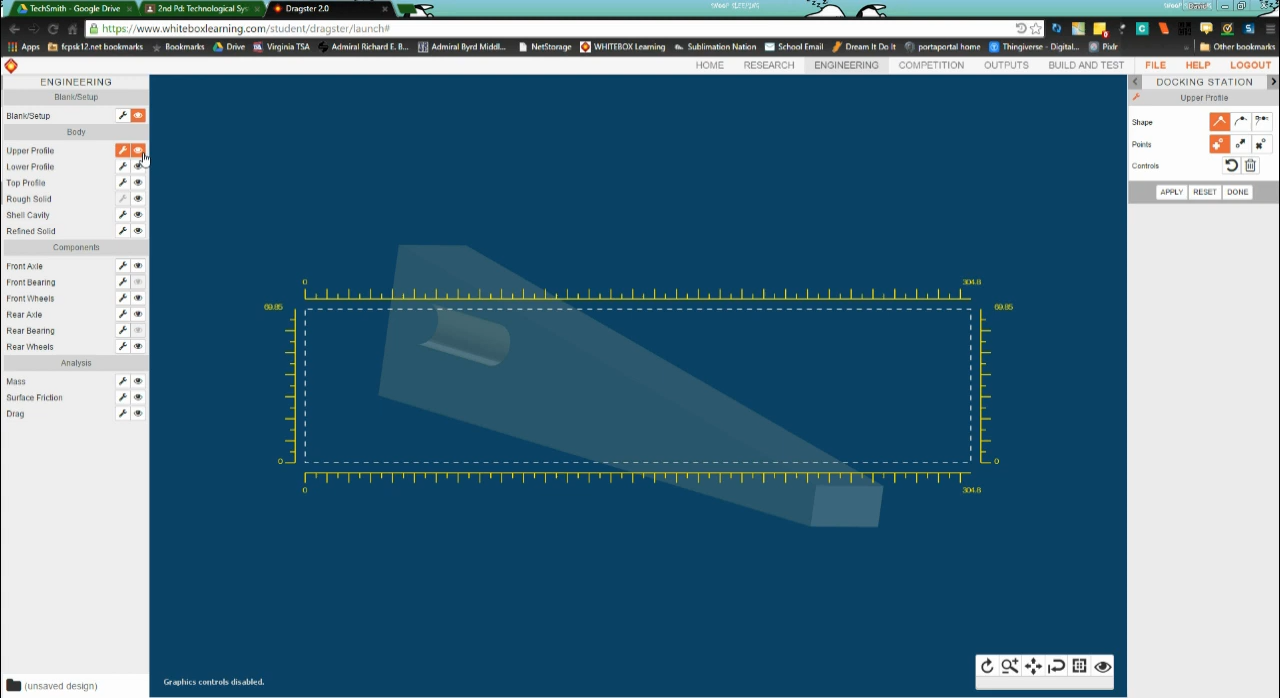 TechSmith - Google Drive
2nd Pd: Technological Sys
Dragster 2.0
https://www.whiteboxlearning.com/student/dragster/launch#
Apps
fcpsk12.net bookmarks
Bookmarks
Drive
Virginia TSA
Admiral Richard E. B...
Admiral Byrd Middl...
NetStorage
WHITEBOX Learning
Sublimation Nation
School Email
Dream It Do It
portaportal home
Thingiverse - Digital...
Pixlr
Other bookmarks
HOME
RESEARCH
ENGINEERING
COMPETITION
OUTPUTS
BUILD AND TEST
FILE
HELP
LOGOUT
ENGINEERING
Blank/Setup
Blank/Setup
Body
Upper Profile
Lower Profile
Top Profile
Rough Solid
Shell Cavity
Refined Solid
Components
Front Axle
Front Bearing
Front Wheels
Rear Axle
Rear Bearing
Rear Wheels
Analysis
Mass
Surface Friction
Drag
(unsaved design)
0
304.8
69.85
69.85
0
0
0
304.8
Graphics controls disabled.
DOCKING STATION
Upper Profile
Shape
Points
Controls
APPLY
RESET
DONE